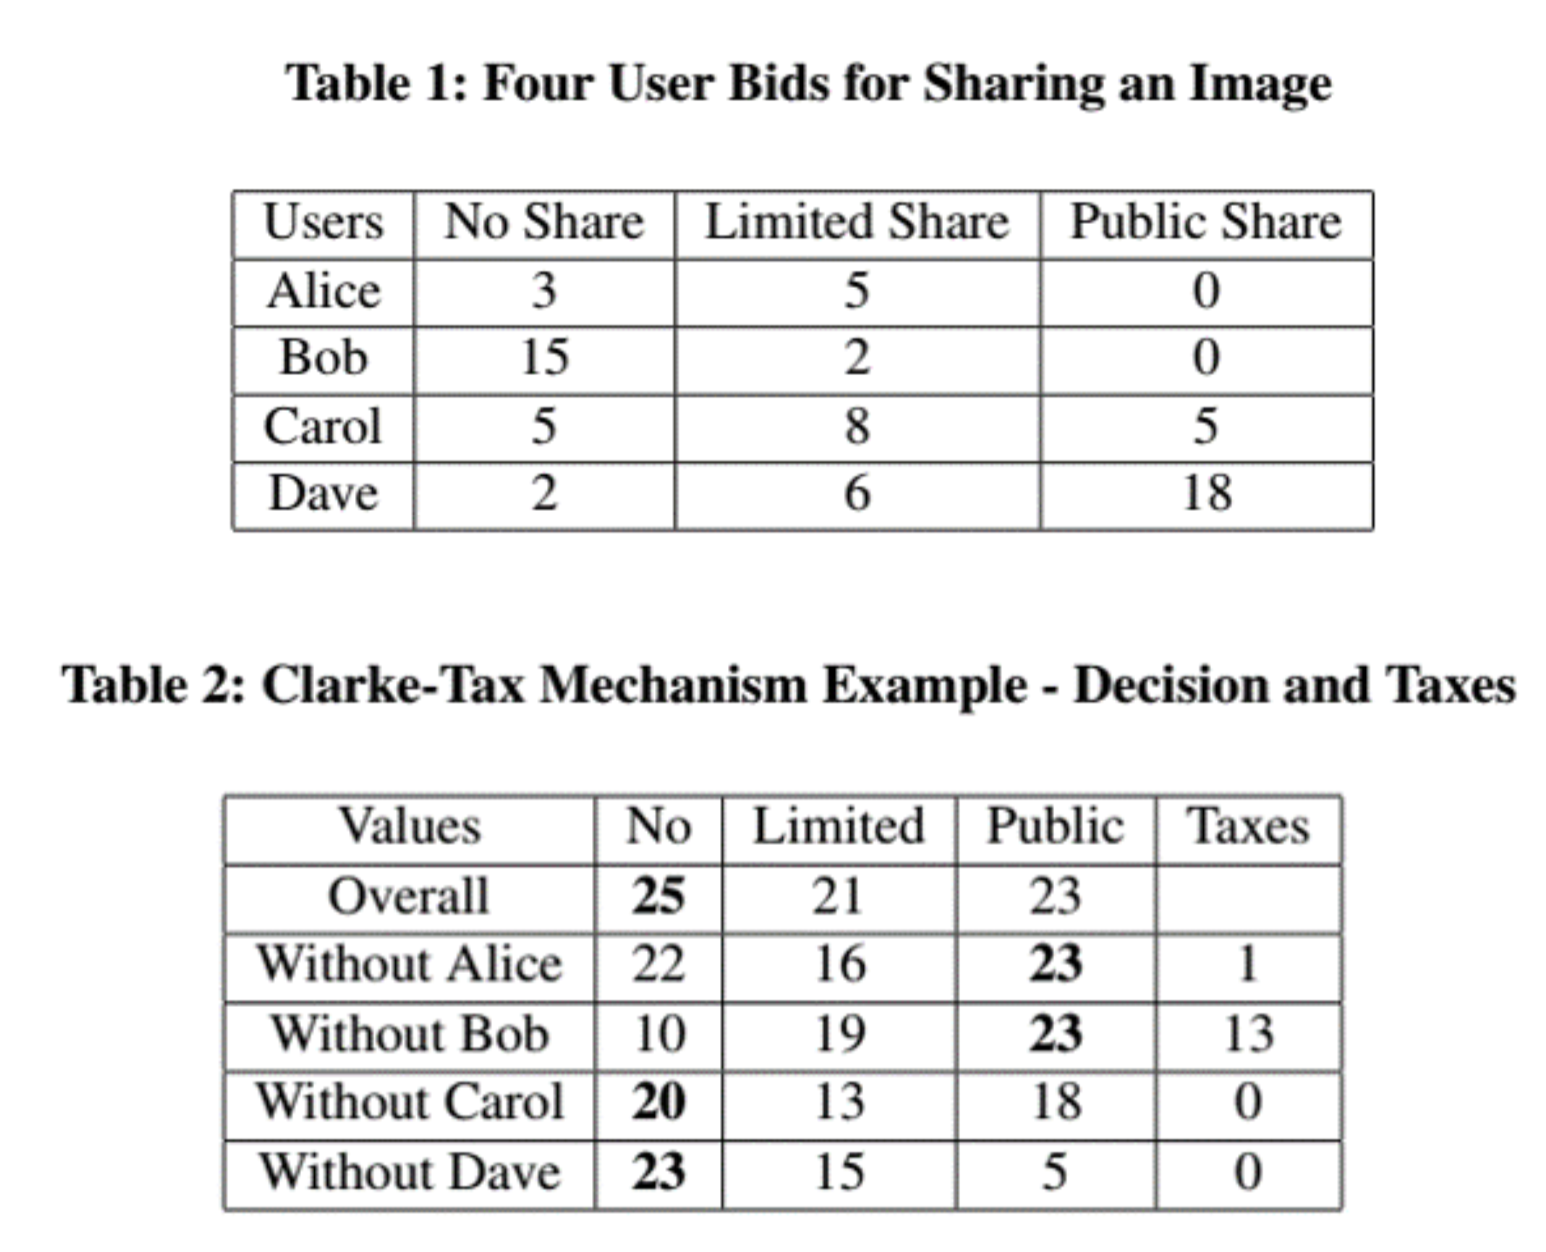 Table 1: Four User Bids for Sharing an Image
Users No Share Limited Share Public Share
Alice 3 5 0
Bob 15 2 0
Carol 5 8 5
Dave 2 6 18
Table 2: Clarke-Tax Mechanism Example - Decision and Taxes
Values No Limited Public Taxes
Overall 25 21 23
Without Alice 22 16 23 1
Without Bob 10 19 23 13
Without Carol 20 13 18 0
Without Dave 23 15 5 0